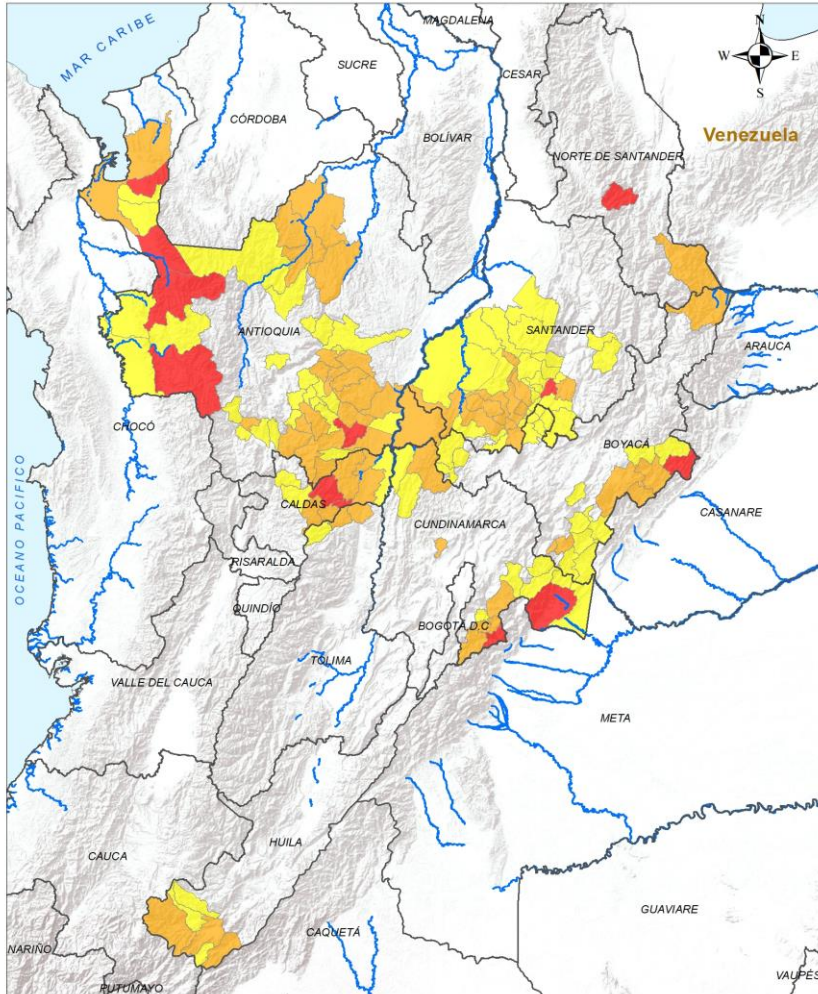 MAGDALENA
MAR CARIBE
N
W E
S
SUCRE
CESAR
CÓRDOBA
BOLÍVAR
Venezuela
NORTE DE SANTANDER
ANTIOQUIA
SANTANDER
ARAUCA
CHOCÓ
BOYACÁ
OCEANO PACIFICO
CALDAS
CASANARE
CUNDINAMARCA
RISARALDA
QUINDÍO
BOGOTÁ, D.C
TOLIMA
VALLE DEL CAUCA
META
HUILA
CAUCA
GUAVIARE
CAQUETÁ
NARIÑO
VAUPÉS
PUTUMAYO